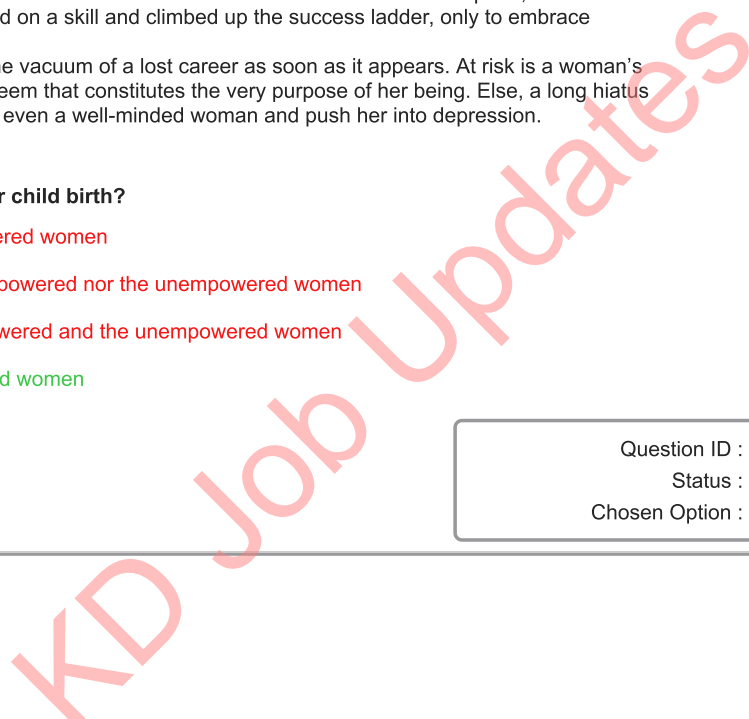 d on a skill and climbed up the success ladder, only to embrace
e vacuum of a lost career as soon as it appears. At risk is a woman’s
eem that constitutes the very purpose of her being. Else, a long hiatus
even a well-minded woman and push her into depression.
r child birth?
ered women
powered nor the unempowered women
wered and the unempowered women
d women
Question ID :
Status :
Chosen Option :
KD Job Updates